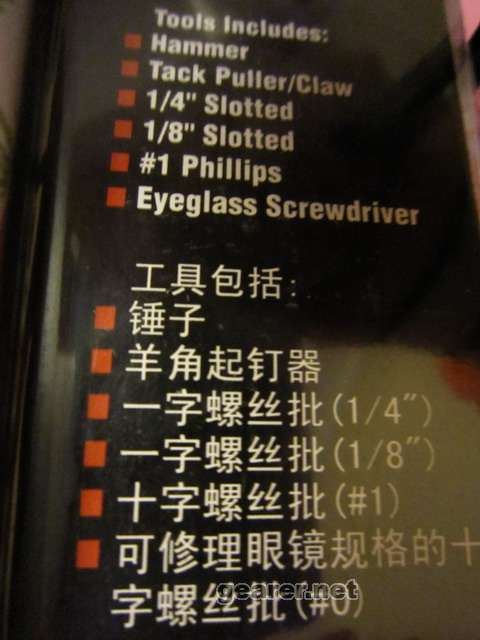 Tools Includes:
Hammer
Tack Puller/Claw
1/4" Slotted
1/8" Slotted
#1 Phillips
Eyeglass Screwdriver
工具包括:
锤子
羊角起钉器
一字螺丝批(1/4")
一字螺丝批(1/8")
十字螺丝批(#1)
可修理眼镜规格的十
字螺丝批(#0)
gearer.net